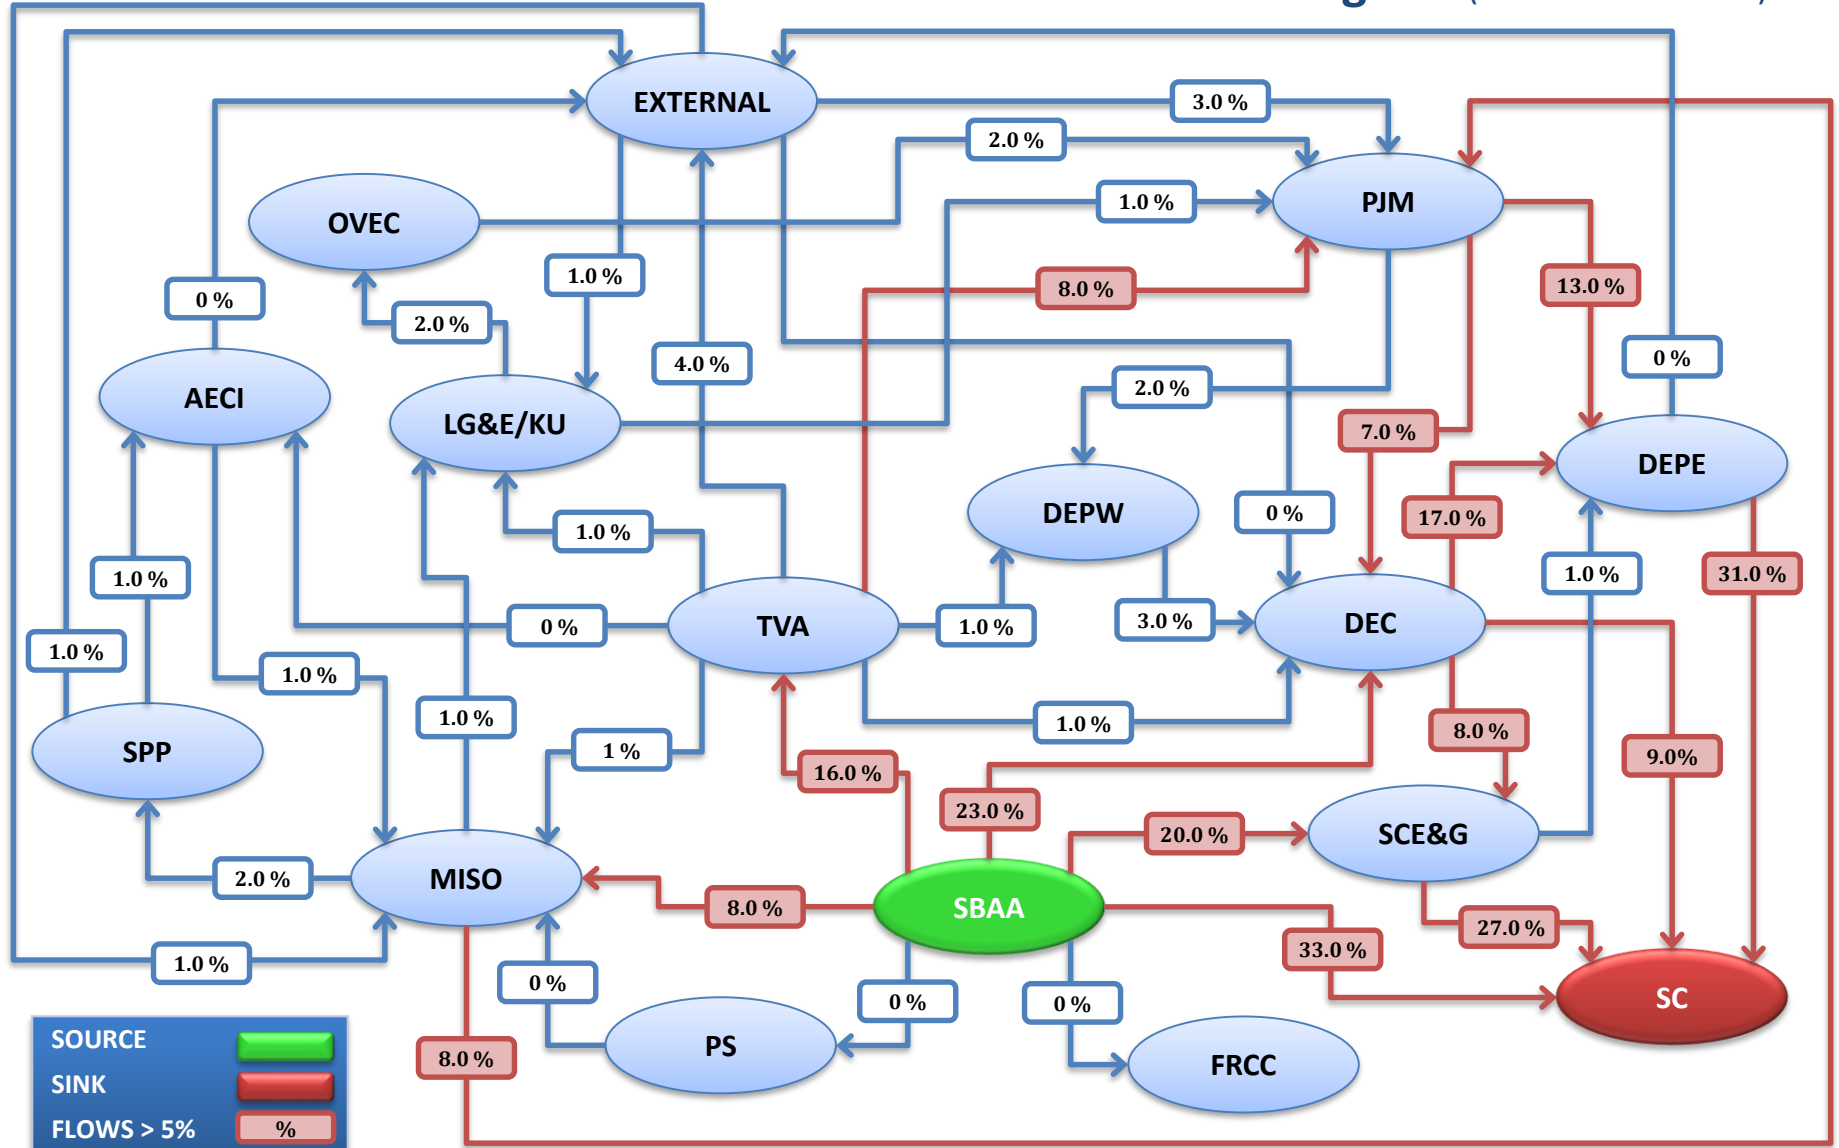 EXTERNAL
3.0 %
2.0 %
PJM
1.0 %
OVEC
1.0 %
0 %
8.0 %
13.0 %
2.0 %
4.0 %
0 %
2.0 %
AECI
LG&E/KU
7.0 %
DEPE
DEPW
0 %
17.0 %
1.0 %
1.0 %
1.0 %
31.0 %
0 %
TVA
1.0 %
3.0 %
DEC
1.0 %
1.0 %
1.0 %
1.0 %
8.0 %
SPP
1 %
16.0 %
9.0%
23.0 %
20.0 %
SCE&G
2.0 %
MISO
8.0 %
SBAA
27.0 %
33.0 %
1.0 %
0 %
0 %
0 %
SC
PS
FRCC
8.0 %
SOURCE
SINK
FLOWS > 5%
%